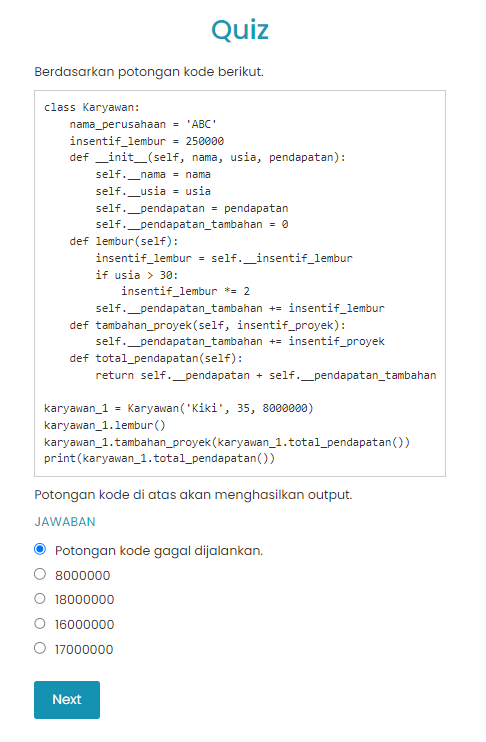 Quiz
Berdasarkan potongan kode berikut.
class Karyawan:
    nama_perusahaan = 'ABC'
    insentif_lembur = 250000
    def __init__(self, nama, usia, pendapatan):
        self.__nama = nama
        self.__usia = usia
        self.__pendapatan = pendapatan
        self.__pendapatan_tambahan = 0
    def lembur(self):
        insentif_lembur = self.__insentif_lembur
        if usia > 30:
            insentif_lembur *= 2
        self.__pendapatan_tambahan += insentif_lembur
    def tambahan_proyek(self, insentif_proyek):
        self.__pendapatan_tambahan += insentif_proyek
    def total_pendapatan(self):
        return self.__pendapatan + self.__pendapatan_tambahan
karyawan_1 = Karyawan('Kiki', 35, 8000000)
karyawan_1.lembur()
karyawan_1.tambahan_proyek(karyawan_1.total_pendapatan())
print(karyawan_1.total_pendapatan())
Potongan kode di atas akan menghasilkan output.
JAWABAN
Potongan kode gagal dijalankan.
8000000
18000000
16000000
17000000
Next